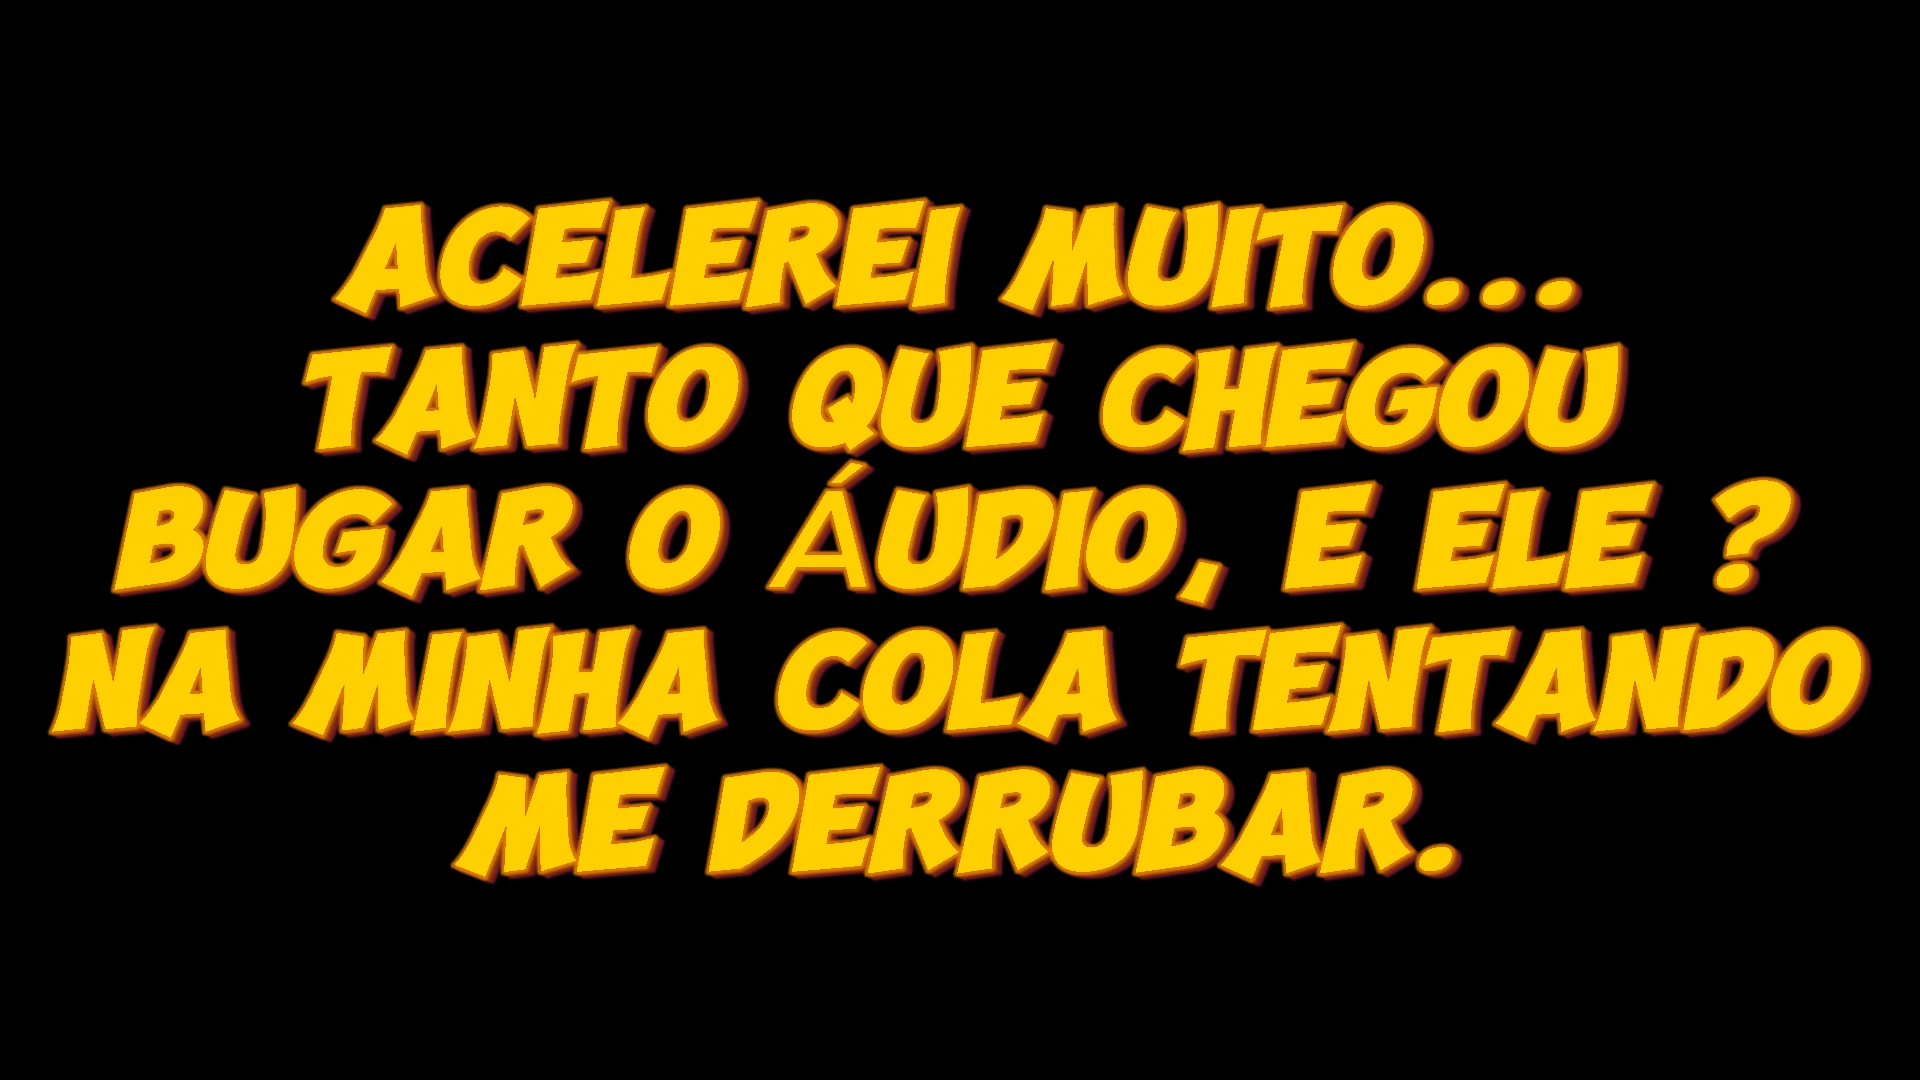 ACELEREI MUITO...
TANTO QUE CHEGOU
BUGAR O ÁUDIO, E ELE ?
NA MINHA COLA TENTANDO
ME DERRUBAR.